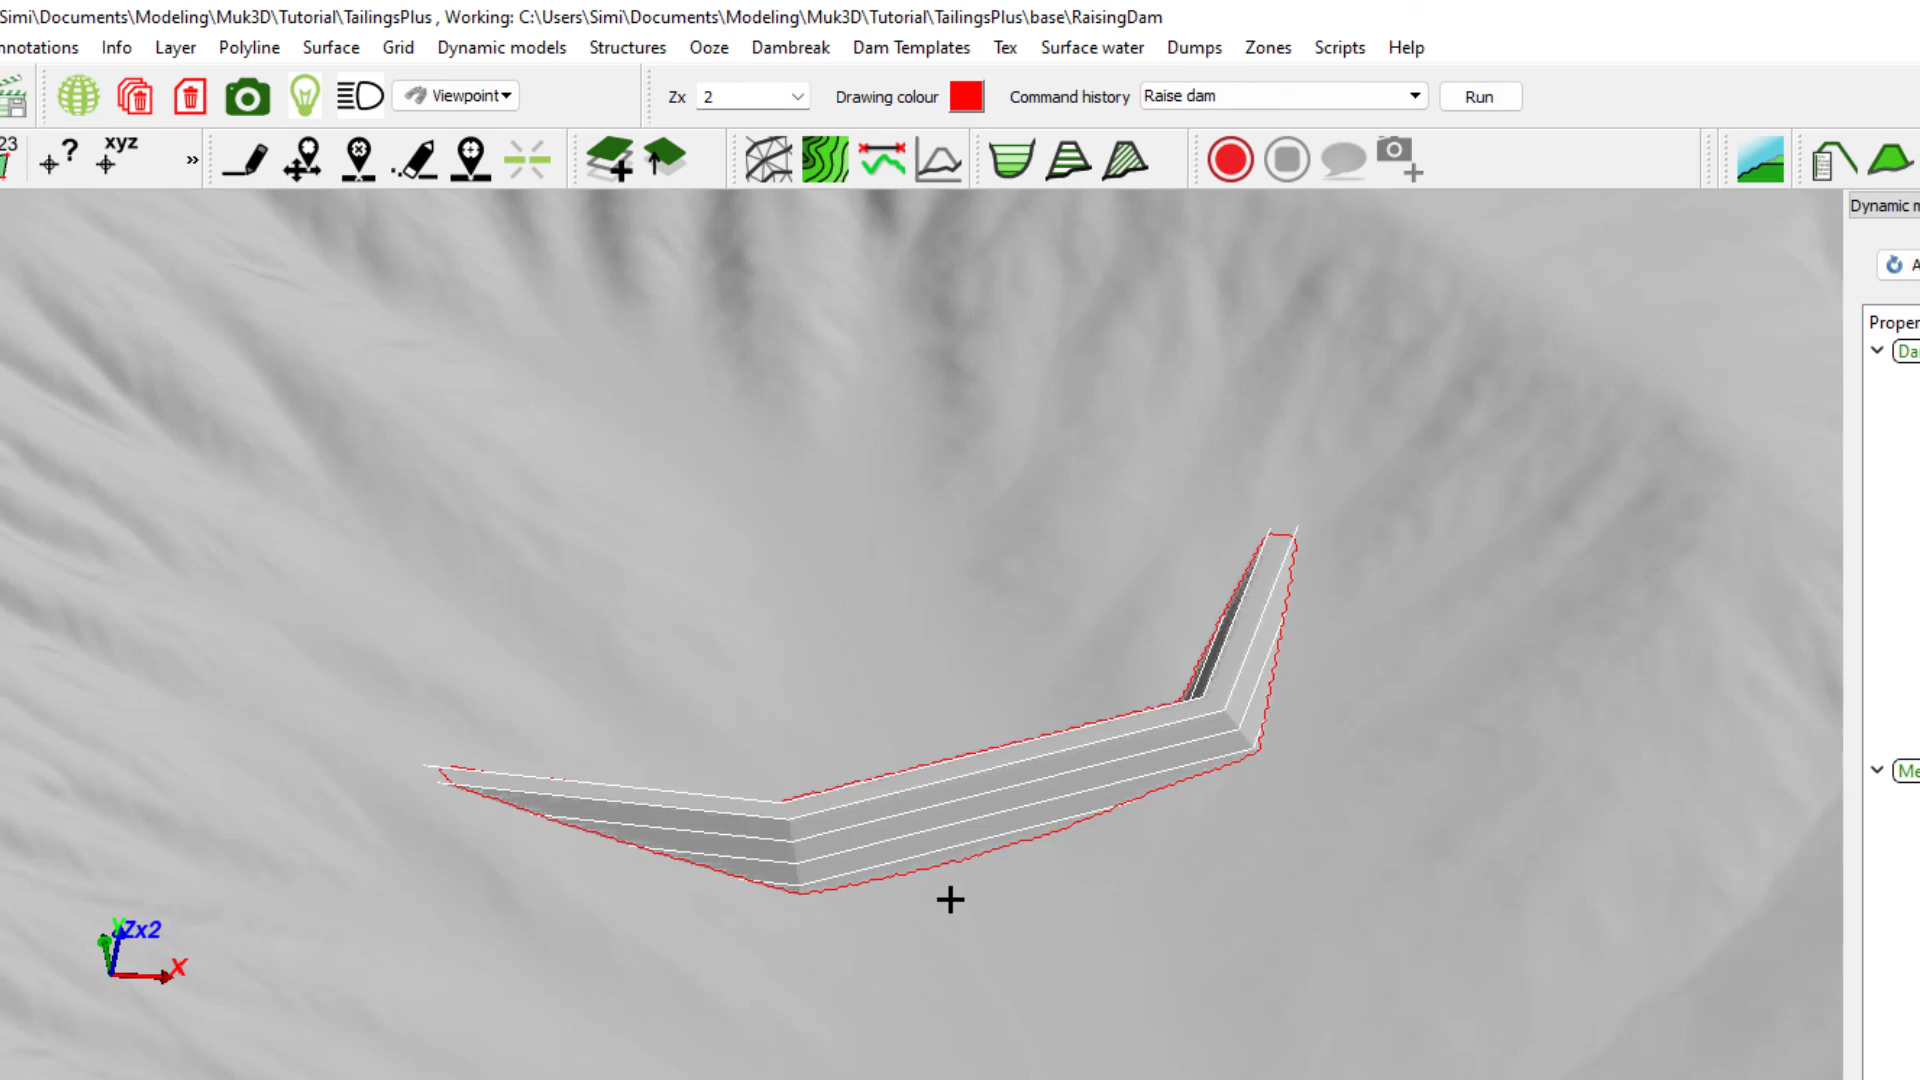 Simi\Documents\Modeling\Muk3D\Tutorial\TailingsPlus , Working: C:\Users\Simi\Documents\Modeling\Muk3D\Tutorial\TailingsPlus\base\RaisingDam
nnotations Info Layer Polyline Surface Grid Dynamic models Structures Ooze Dambreak Dam Templates Tex Surface water Dumps Zones Scripts Help
Viewpoint Zx 2 Drawing colour Command history Raise dam Run
23 ? xyz »
Dynamic m
A
Proper
Da
Me
Y Zx2
X